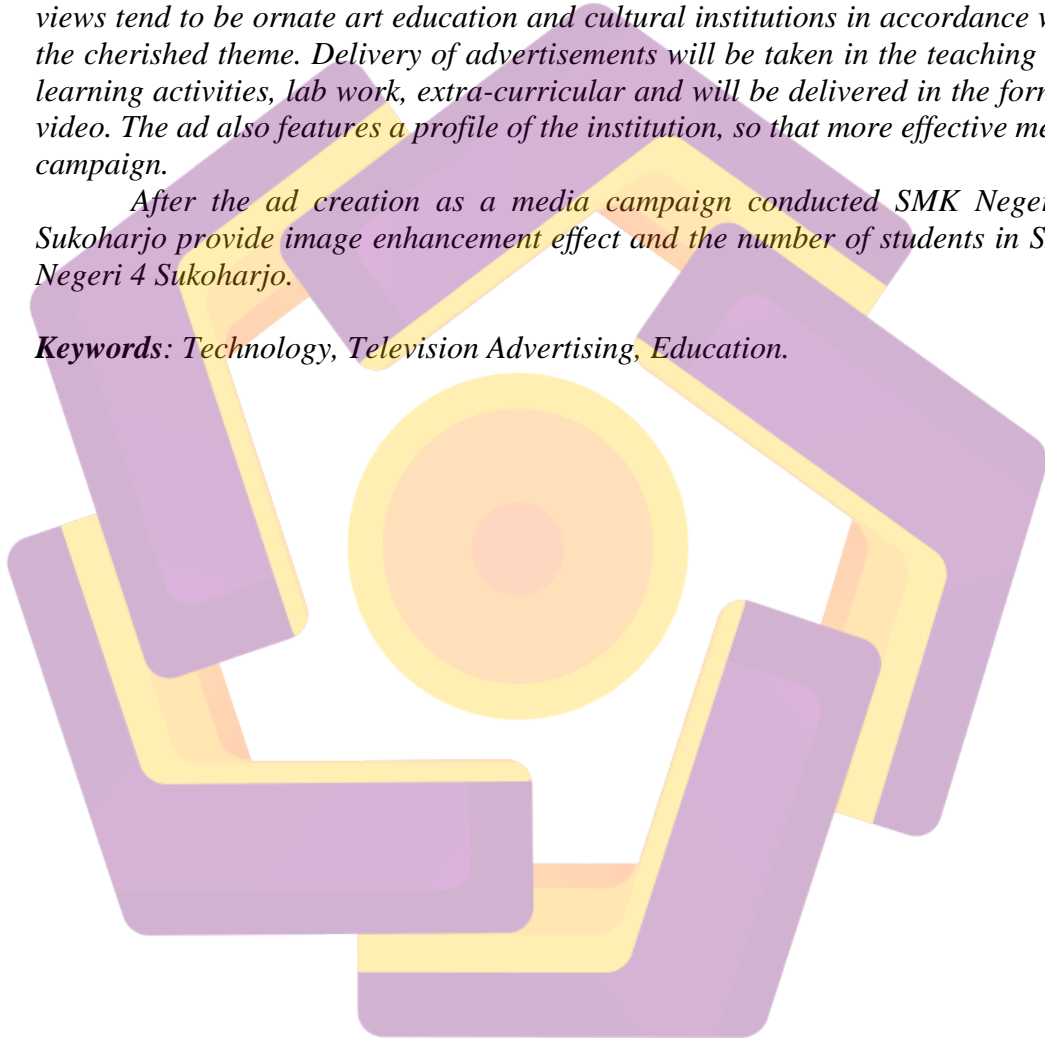 views tend to be ornate art education and cultural institutions in accordance
the cherished theme. Delivery of advertisements will be taken in the teaching
learning activities, lab work, extra-curricular and will be delivered in the
video. The ad also features a profile of the institution, so that more effective
campaign.
After the ad creation as a media campaign conducted SMK
Sukoharjo provide image enhancement effect and the number of students in
Negeri 4 Sukoharjo.
Keywords: Technology, Television Advertising, Education.